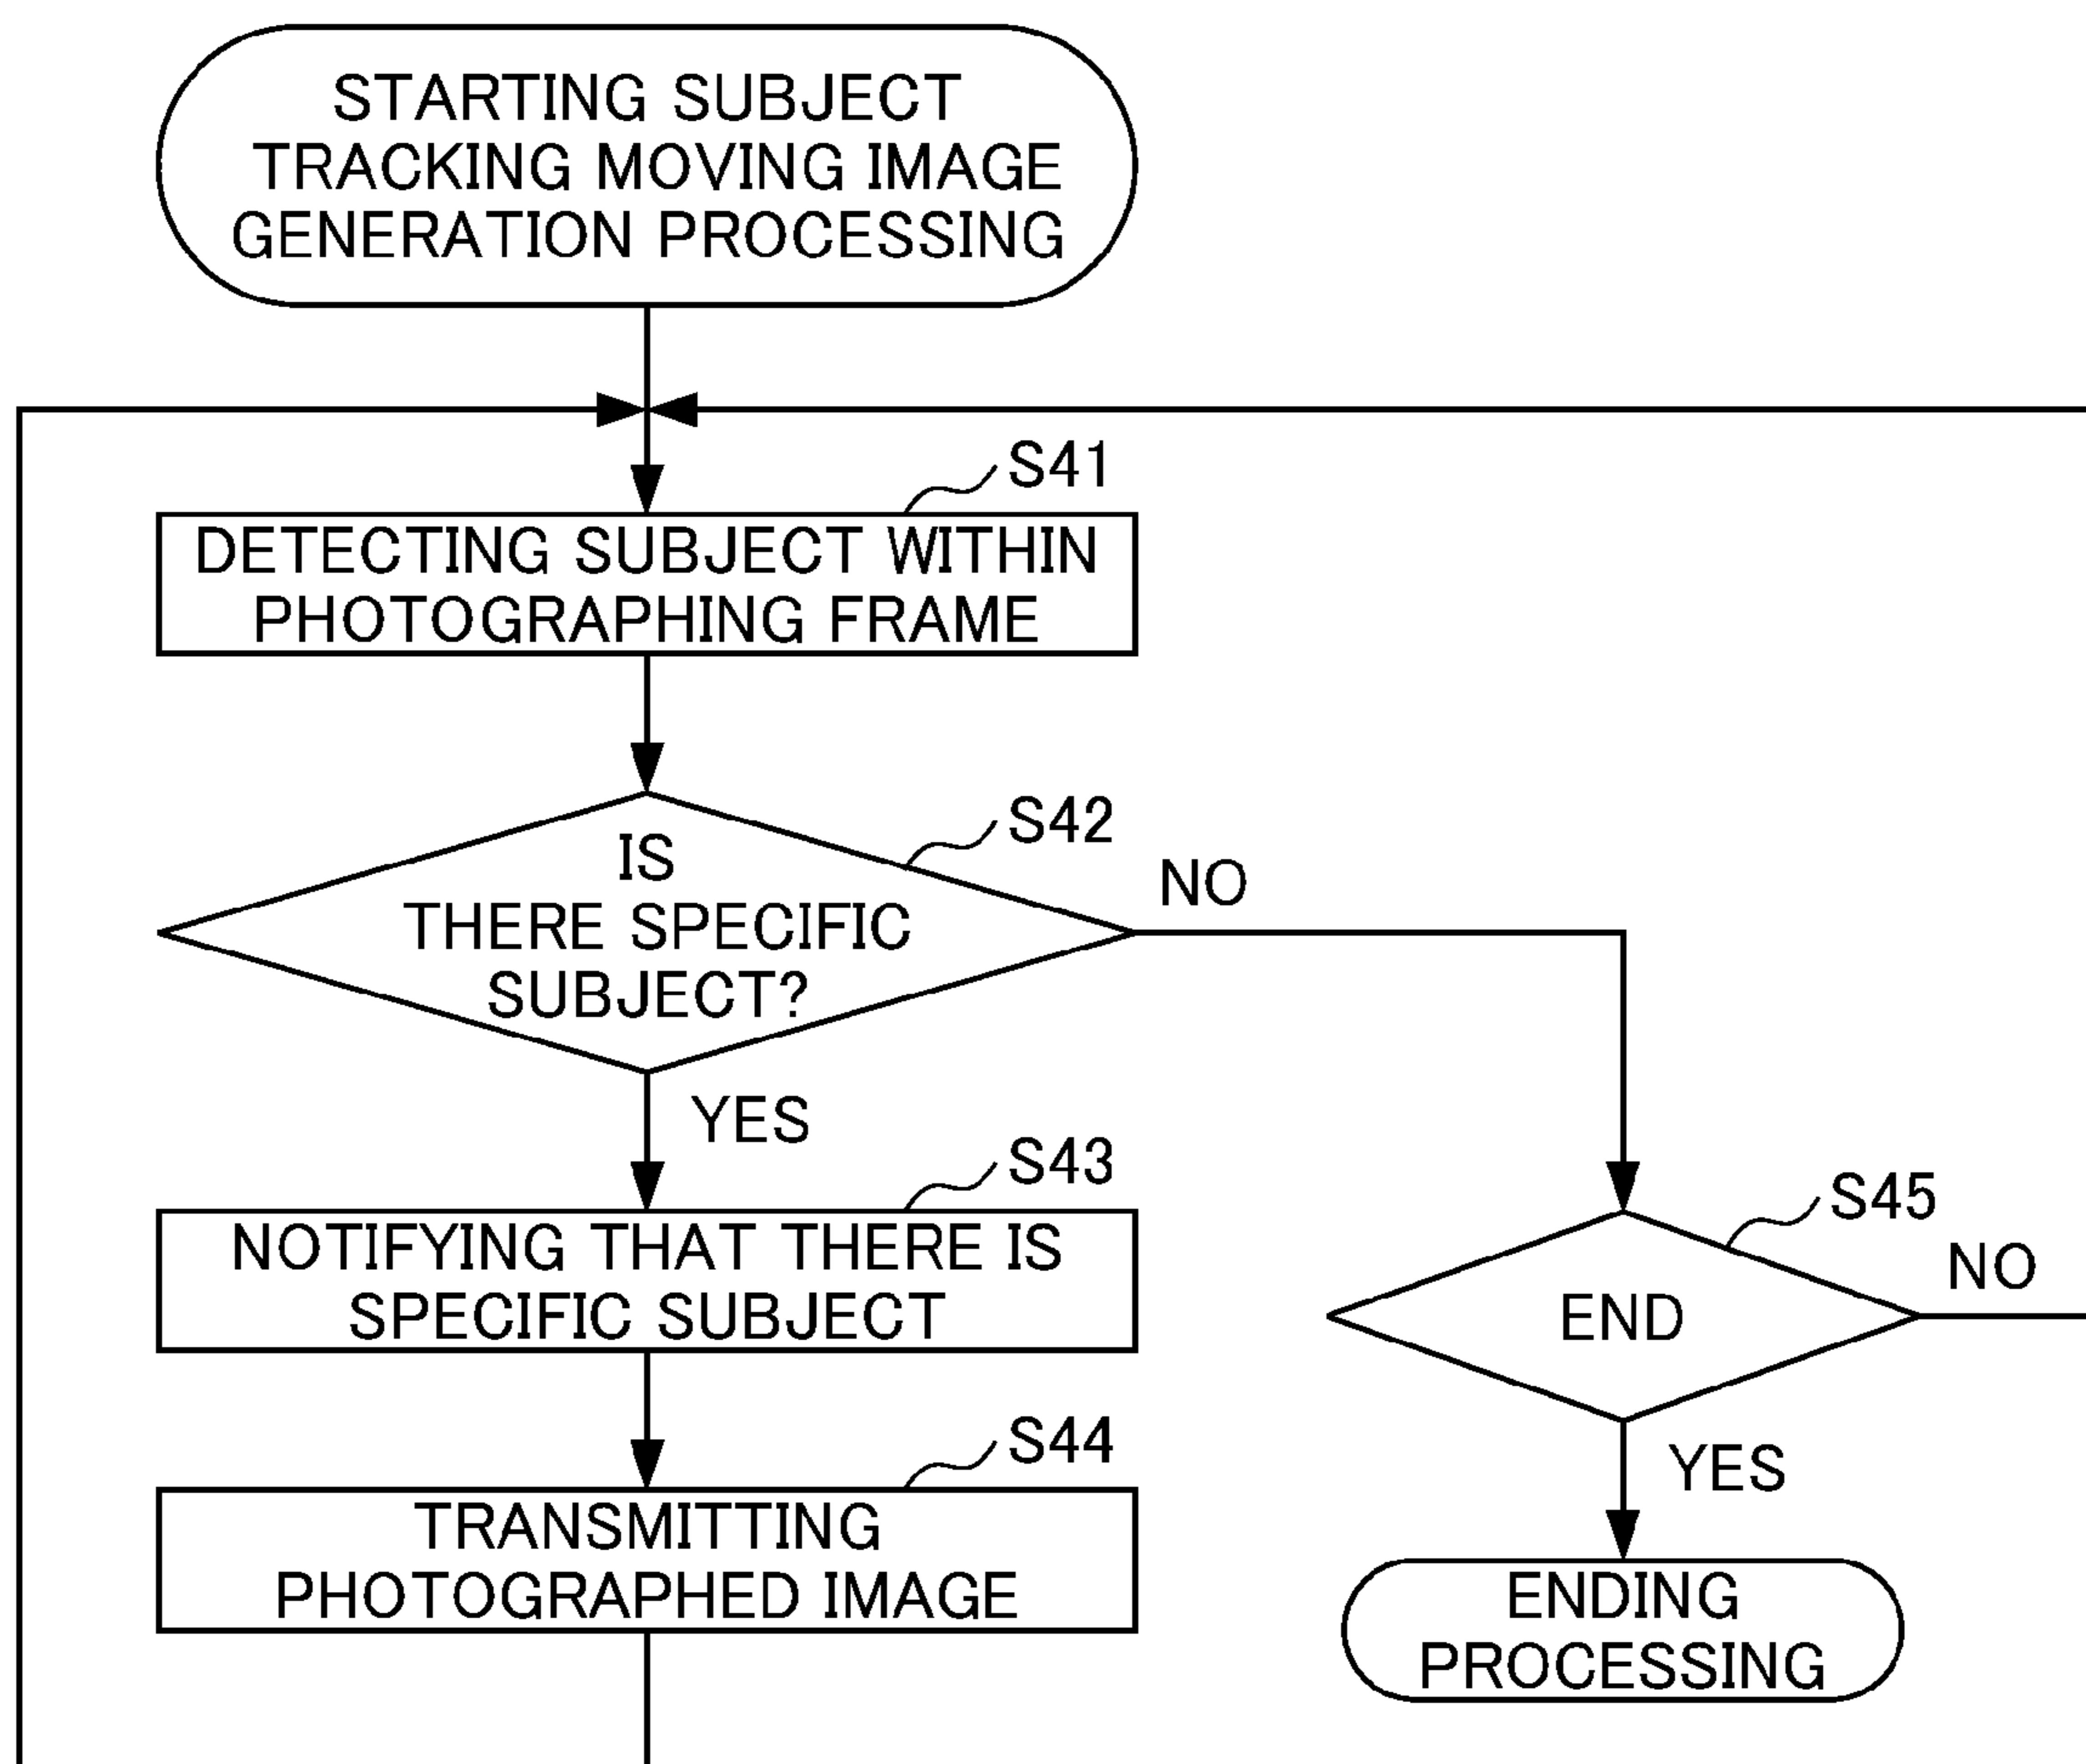 STARTING SUBJECT
TRACKING MOVING IMAGE
GENERATION PROCESSING
S41
DETECTING SUBJECT WITHIN
PHOTOGRAPHING FRAME
S42
IS
THERE SPECIFIC
SUBJECT?
NO
YES
S43
NOTIFYING THAT THERE IS
SPECIFIC SUBJECT
S44
TRANSMITTING
PHOTOGRAPHED IMAGE
S45
END
NO
YES
ENDING
PROCESSING